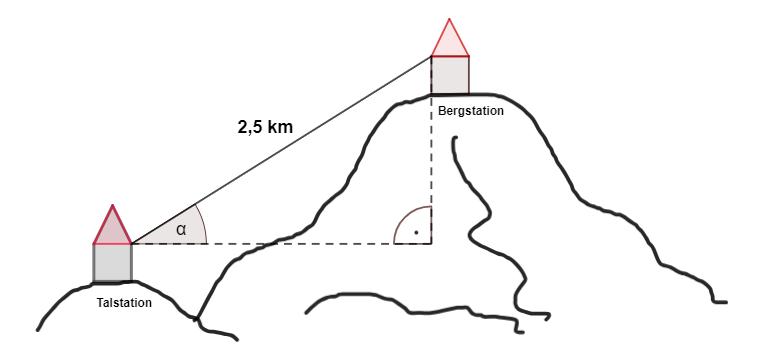 Bergstation
2,5 km
α
Talstation